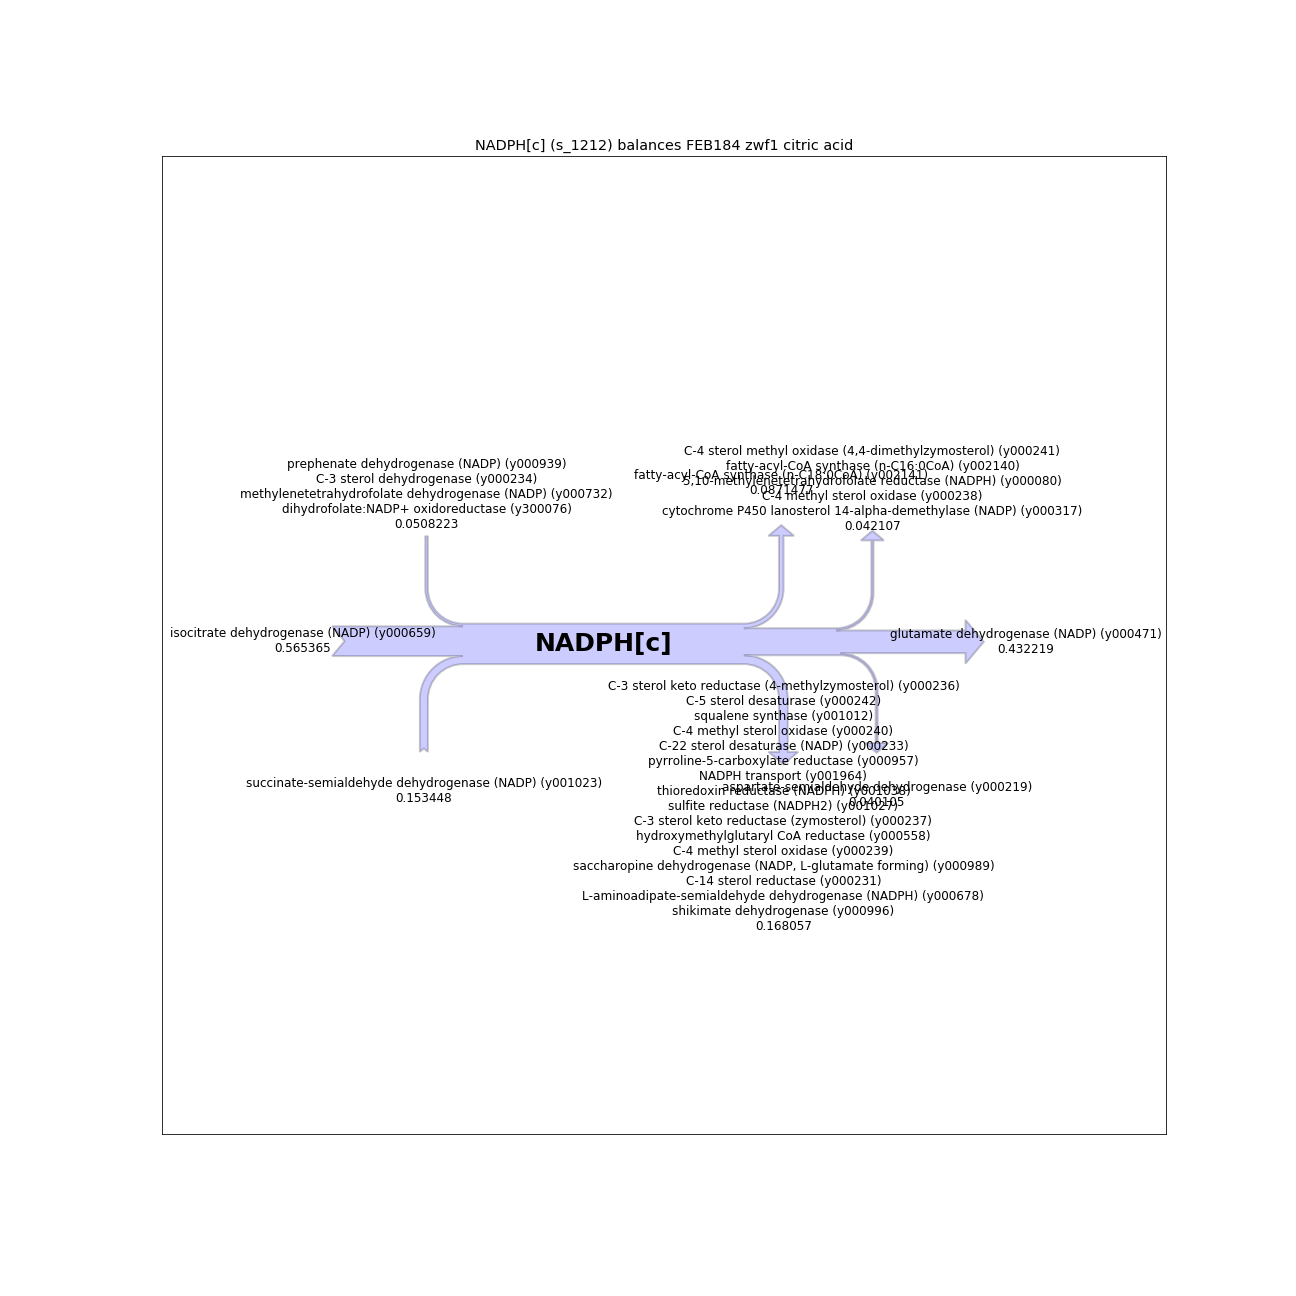 NADPH[c] (s_1212) balances FEB184 zwf1 citric acid
prephenate dehydrogenase (NADP) (y000939)
C-3 sterol dehydrogenase (y000234)
methylenetetrahydrofolate dehydrogenase (NADP) (y000732)
dihydrofolate:NADP+ oxidoreductase (y300076)
0.0508223
C-4 sterol methyl oxidase (4,4-dimethylzymosterol) (y000241)
fatty-acyl-CoA synthase (n-C16:0CoA) (y002140)
5,10-methylenetetrahydrofolate reductase (NADPH) (y000080)
C-4 methyl sterol oxidase (y000238)
cytochrome P450 lanosterol 14-alpha-demethylase (NADP) (y000317)
0.042107
fatty-acyl-CoA synthase (n-C18:0CoA) (y002141)
0.0871477
isocitrate dehydrogenase (NADP) (y000659)
0.565365
NADPH[c]
glutamate dehydrogenase (NADP) (y000471)
0.432219
succinate-semialdehyde dehydrogenase (NADP) (y001023)
0.153448
C-3 sterol keto reductase (4-methylzymosterol) (y000236)
C-5 sterol desaturase (y000242)
squalene synthase (y001012)
C-4 methyl sterol oxidase (y000240)
C-22 sterol desaturase (NADP) (y000233)
pyrroline-5-carboxylate reductase (y000957)
NADPH transport (y001964)
thioredoxin reductase (NADPH) (y001038)
sulfite reductase (NADPH2) (y001027)
C-3 sterol keto reductase (zymosterol) (y000237)
hydroxymethylglutaryl CoA reductase (y000558)
C-4 methyl sterol oxidase (y000239)
saccharopine dehydrogenase (NADP, L-glutamate forming) (y000989)
C-14 sterol reductase (y000231)
L-aminoadipate-semialdehyde dehydrogenase (NADPH) (y000678)
shikimate dehydrogenase (y000996)
0.168057
aspartate-semialdehyde dehydrogenase (y000219)
0.040105